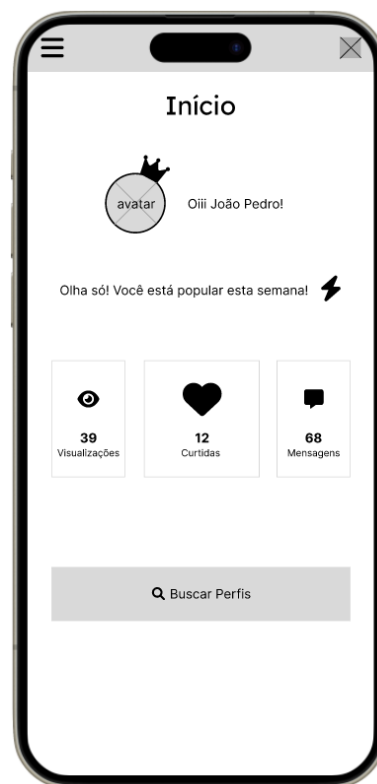 Início
avatar
Oiii João Pedro!
Olha só! Você está popular esta semana!
39
Visualizações
12
Curtidas
68
Mensagens
Buscar Perfis